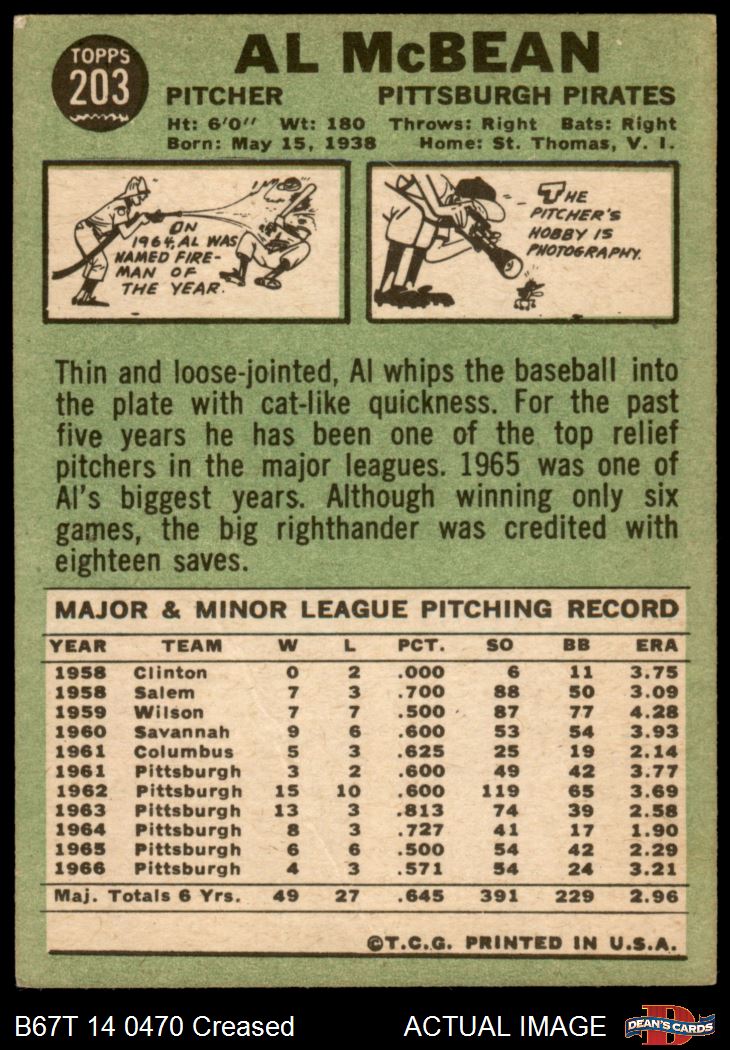 TOPPS
203
AL McBEAN
PITCHER PITTSBURGH PIRATES
Ht: 6'0" Wt: 180 Throws: Right Bats: Right
Born: May 15, 1938 Home: St. Thomas, V. I.
ON
1964, AL WAS
NAMED FIRE-
MAN OF
THE YEAR.
THE
PITCHER'S
HOBBY IS
PHOTOGRAPHY.
Thin and loose-jointed, Al whips the baseball into
the plate with cat-like quickness. For the past
five years he has been one of the top relief
pitchers in the major leagues. 1965 was one of
Al's biggest years. Although winning only six
games, the big righthander was credited with
eighteen saves.
MAJOR & MINOR LEAGUE PITCHING RECORD
YEAR TEAM W L PCT. SO BB ERA
1958 Clinton 0 2 .000 6 11 3.75
1958 Salem 7 3 .700 88 50 3.09
1959 Wilson 7 7 .500 87 77 4.28
1960 Savannah 9 6 .600 53 54 3.93
1961 Columbus 5 3 .625 25 19 2.14
1961 Pittsburgh 3 2 .600 49 42 3.77
1962 Pittsburgh 15 10 .600 119 65 3.69
1963 Pittsburgh 13 3 .813 74 39 2.58
1964 Pittsburgh 8 3 .727 41 17 1.90
1965 Pittsburgh 6 6 .500 54 42 2.29
1966 Pittsburgh 4 3 .571 54 24 3.21
Maj. Totals 6 Yrs. 49 27 .645 391 229 2.96
©T.C.G. PRINTED IN U.S.A.
B67T 14 0470 Creased ACTUAL IMAGE
DEAN'S CARDS